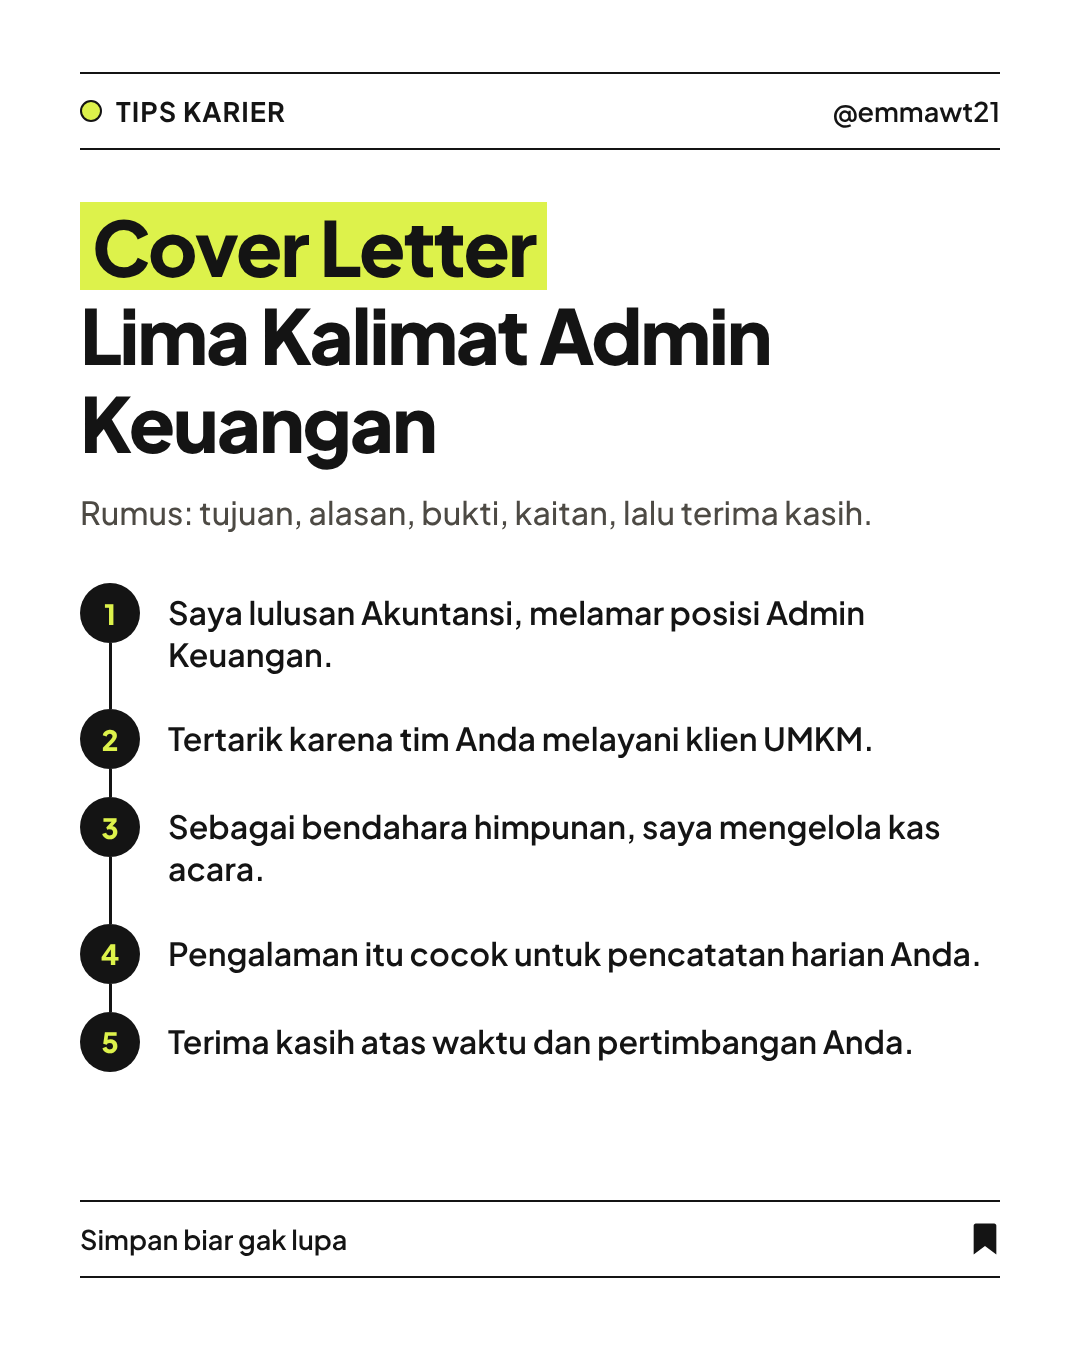 TIPS KARIER
@emmawt21
Cover Letter
Lima Kalimat Admin
Keuangan
Rumus: tujuan, alasan, bukti, kaitan, lalu terima kasih.
1
Saya lulusan Akuntansi, melamar posisi Admin
Keuangan.
2
Tertarik karena tim Anda melayani klien UMKM.
3
Sebagai bendahara himpunan, saya mengelola kas
acara.
4
Pengalaman itu cocok untuk pencatatan harian Anda.
5
Terima kasih atas waktu dan pertimbangan Anda.
Simpan biar gak lupa